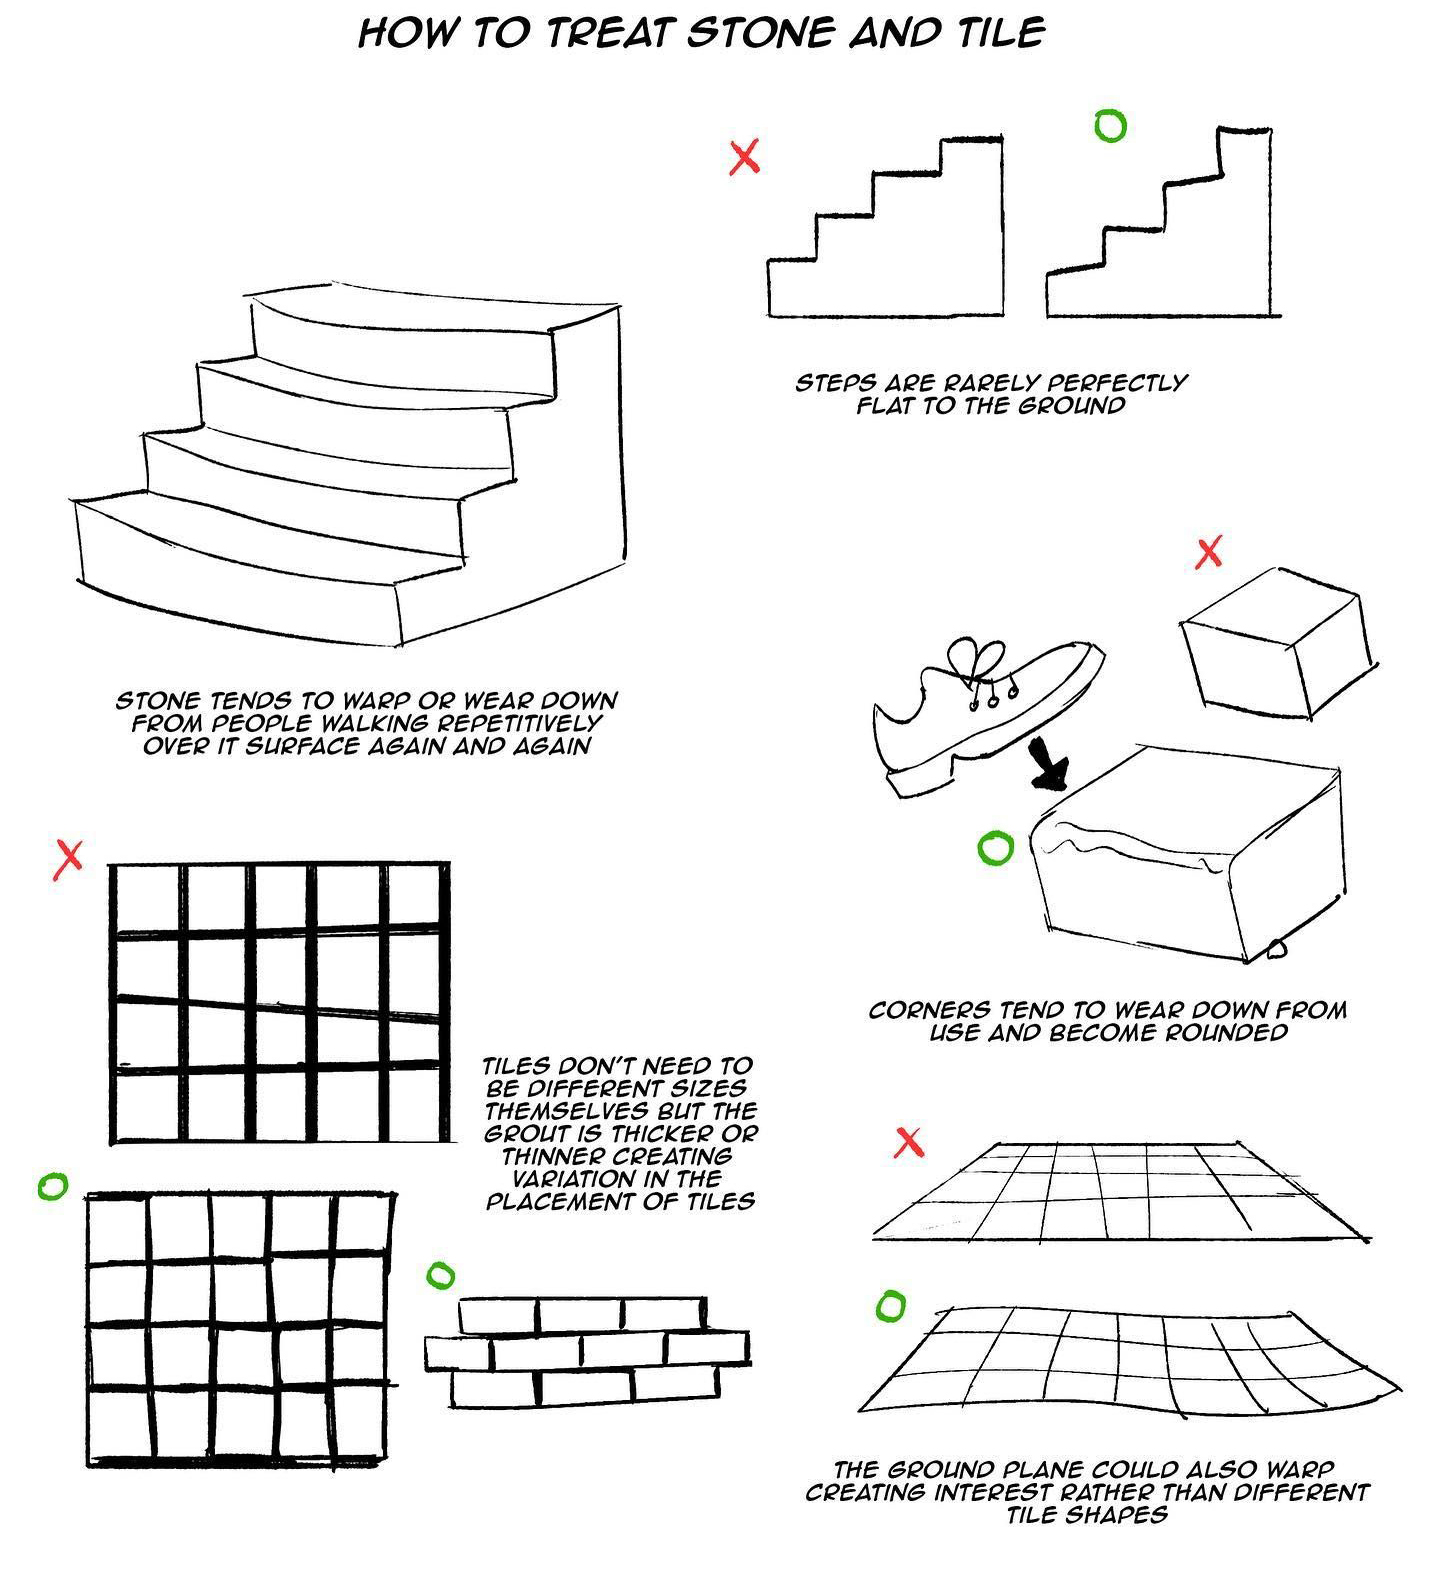 HOW TO TREAT STONE AND TILE
STEPS ARE RARELY PERFECTLY
FLAT TO THE GROUND
STONE TENDS TO WARP OR WEAR DOWN
FROM PEOPLE WALKING REPETITIVELY
OVER IT SURFACE AGAIN AND AGAIN
CORNERS TEND TO WEAR DOWN FROM
USE AND BECOME ROUNDED
TILES DON'T NEED TO
BE DIFFERENT SIZES
THEMSELVES BUT THE
GROUT IS THICKER OR
THINNER CREATING
VARIATION IN THE
PLACEMENT OF TILES
THE GROUND PLANE COULD ALSO WARP
CREATING INTEREST RATHER THAN DIFFERENT
TILE SHAPES